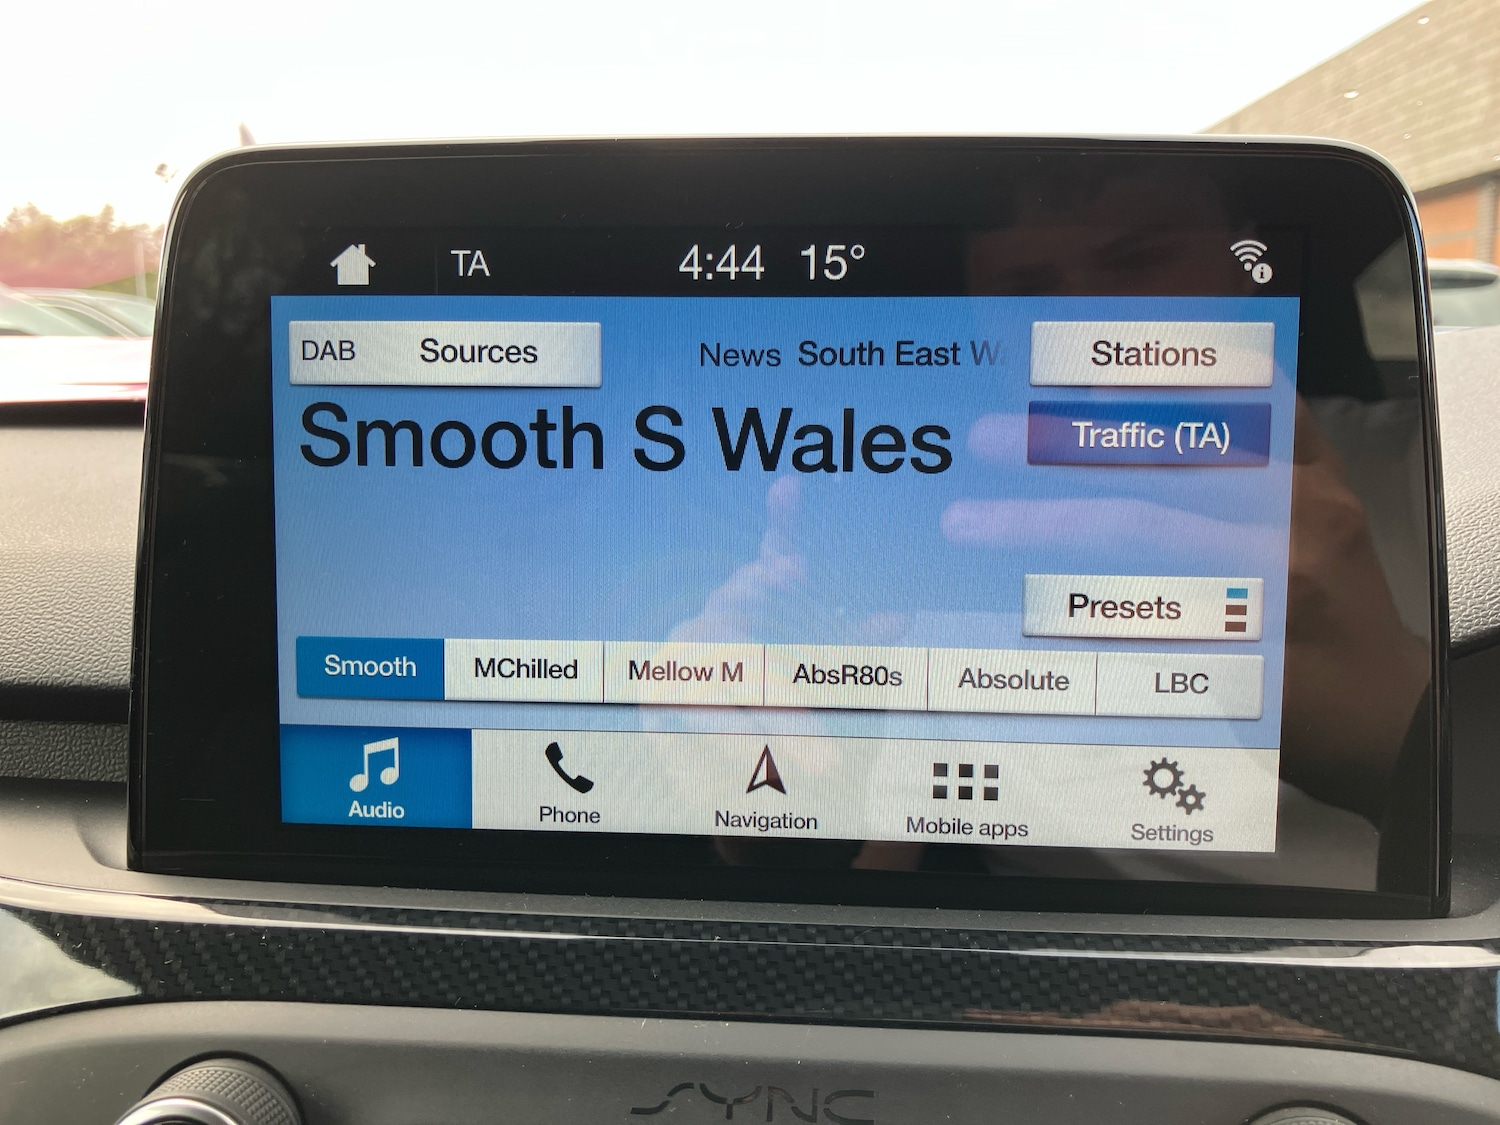 TA 4:44 15°
DAB Sources News South East W Stations
Smooth S Wales
Traffic (TA)
Presets
Smooth MChilled Mellow M AbsR80s Absolute LBC
Audio Phone Navigation Mobile apps Settings
SYNC